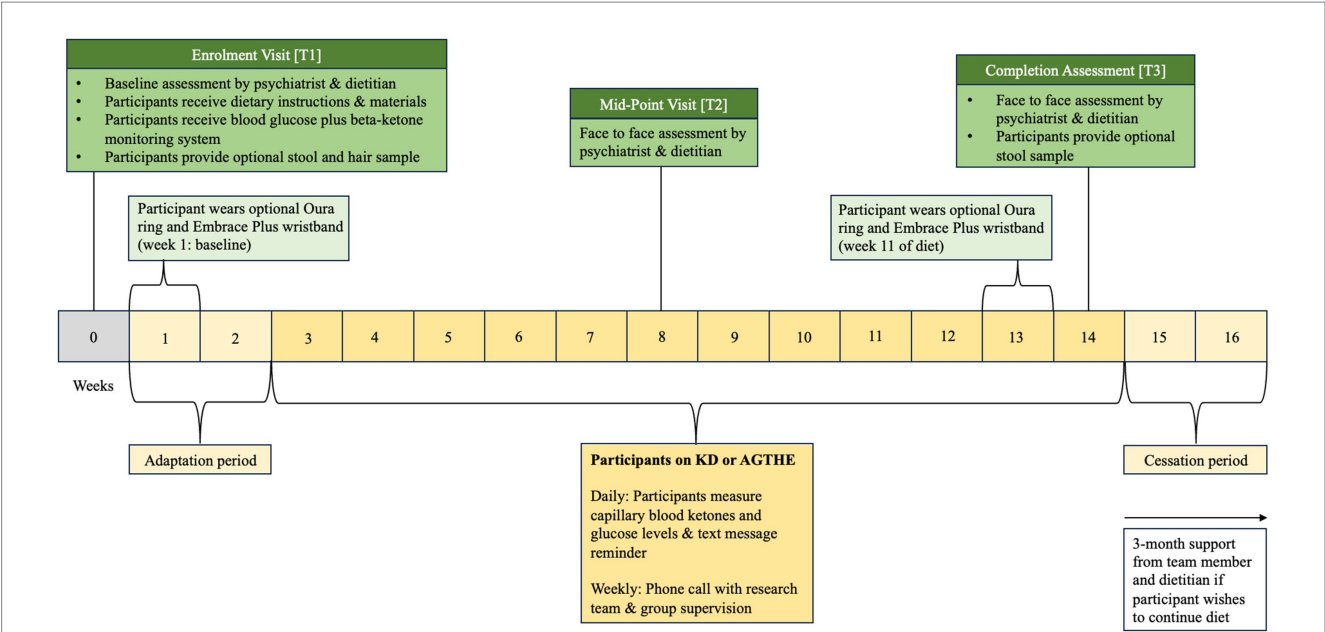 Enrolment Visit [T1]
• Baseline assessment by psychiatrist & dietitian
• Participants receive dietary instructions & materials
• Participants receive blood glucose plus beta-ketone
monitoring system
• Participants provide optional stool and hair sample
Mid-Point Visit [T2]
Face to face assessment by
psychiatrist & dietitian
Completion Assessment [T3]
• Face to face assessment by
psychiatrist & dietitian
• Participants provide optional
stool sample
Participant wears optional Oura
ring and Embrace Plus wristband
(week 1: baseline)
Participant wears optional Oura
ring and Embrace Plus wristband
(week 11 of diet)
0 1 2 3 4 5 6 7 8 9 10 11 12 13 14 15 16
Weeks
Adaptation period
Participants on KD or AGTHE
Daily: Participants measure
capillary blood ketones and
glucose levels & text message
reminder
Weekly: Phone call with research
team & group supervision
Cessation period
3-month support
from team member
and dietitian if
participant wishes
to continue diet